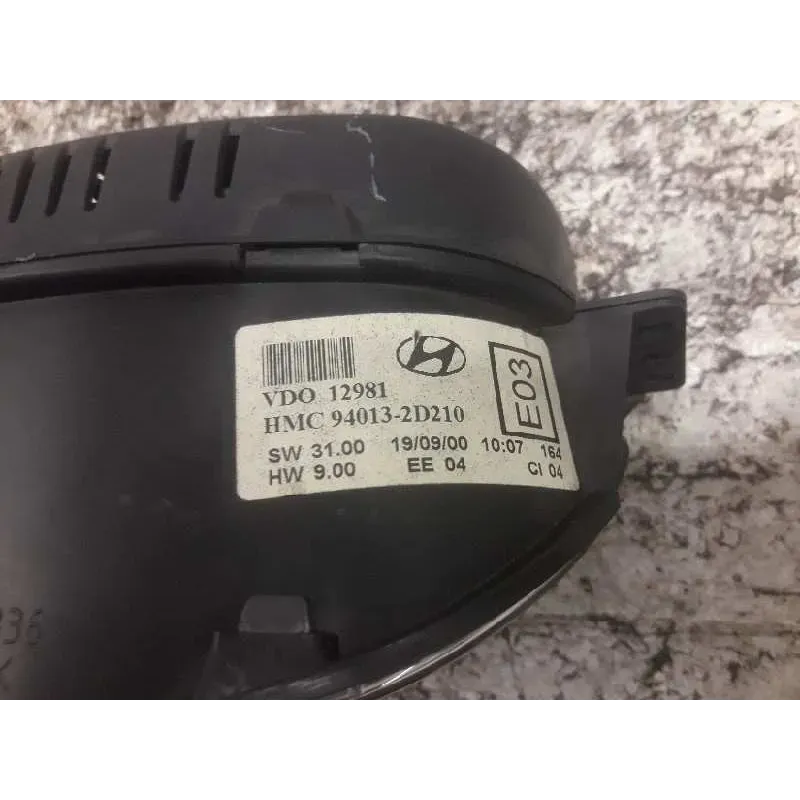 VDO 12981
HMC 94013-2D210
E03
SW 31.00 19/09/00 10:07 164
HW 9.00 EE 04 CI 04